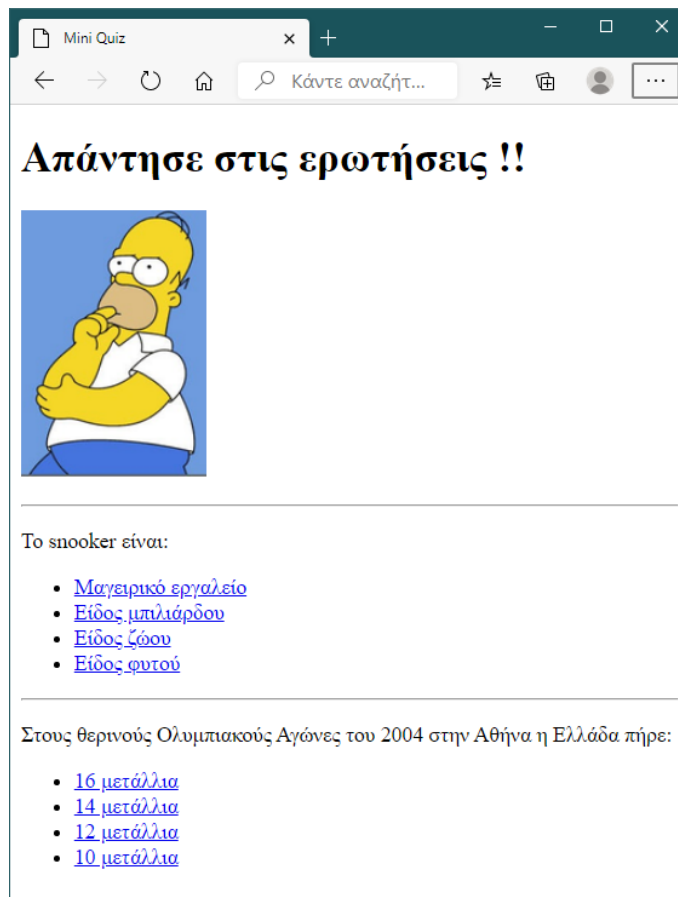 Mini Quiz
Κάντε αναζήτ...
Απάντησε στις ερωτήσεις !!
Το snooker είναι:
Μαγειρικό εργαλείο
Είδος μπιλιάρδου
Είδος ζώου
Είδος φυτού
Στους θερινούς Ολυμπιακούς Αγώνες του 2004 στην Αθήνα η Ελλάδα πήρε:
16 μετάλλια
14 μετάλλια
12 μετάλλια
10 μετάλλια